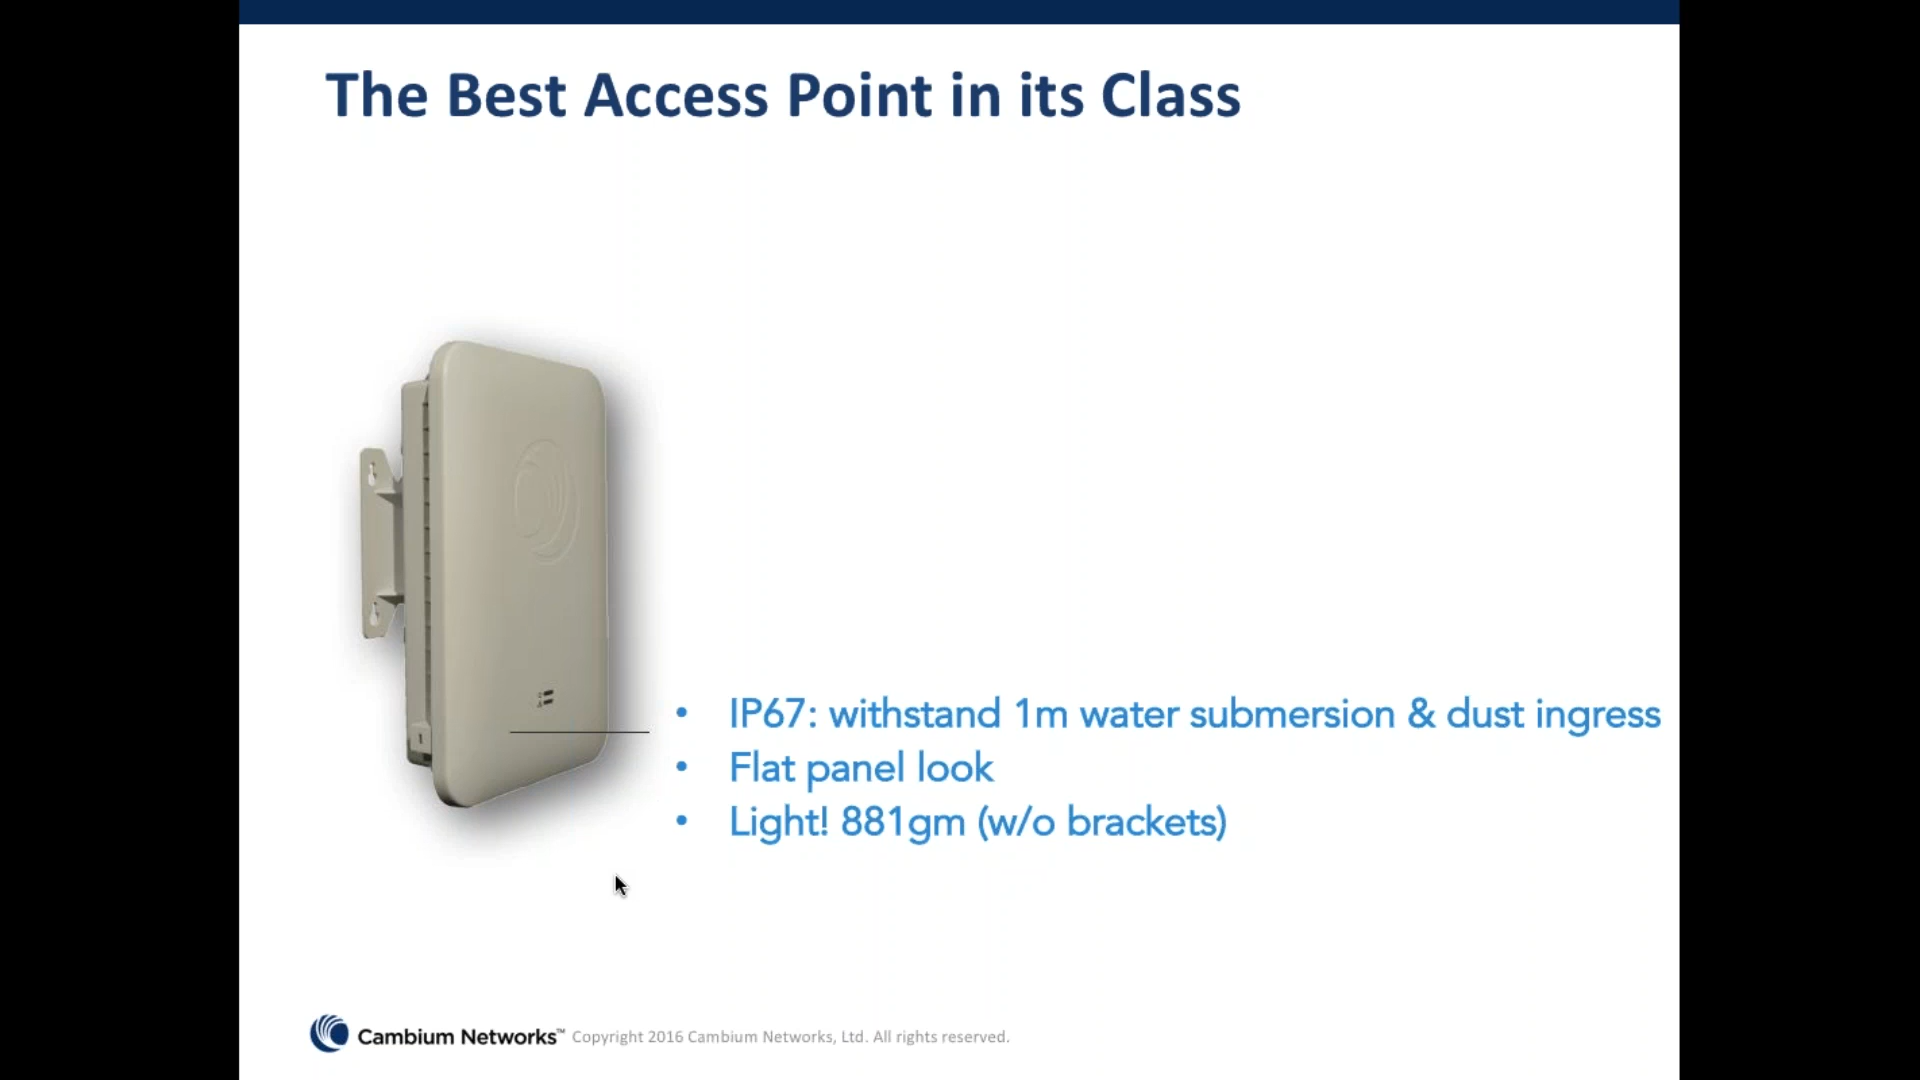 The Best Access Point in its Class
• IP67: withstand 1m water submersion & dust ingress
• Flat panel look
• Light! 881gm (w/o brackets)
Cambium Networks™ Copyright 2016 Cambium Networks, Ltd. All rights reserved.